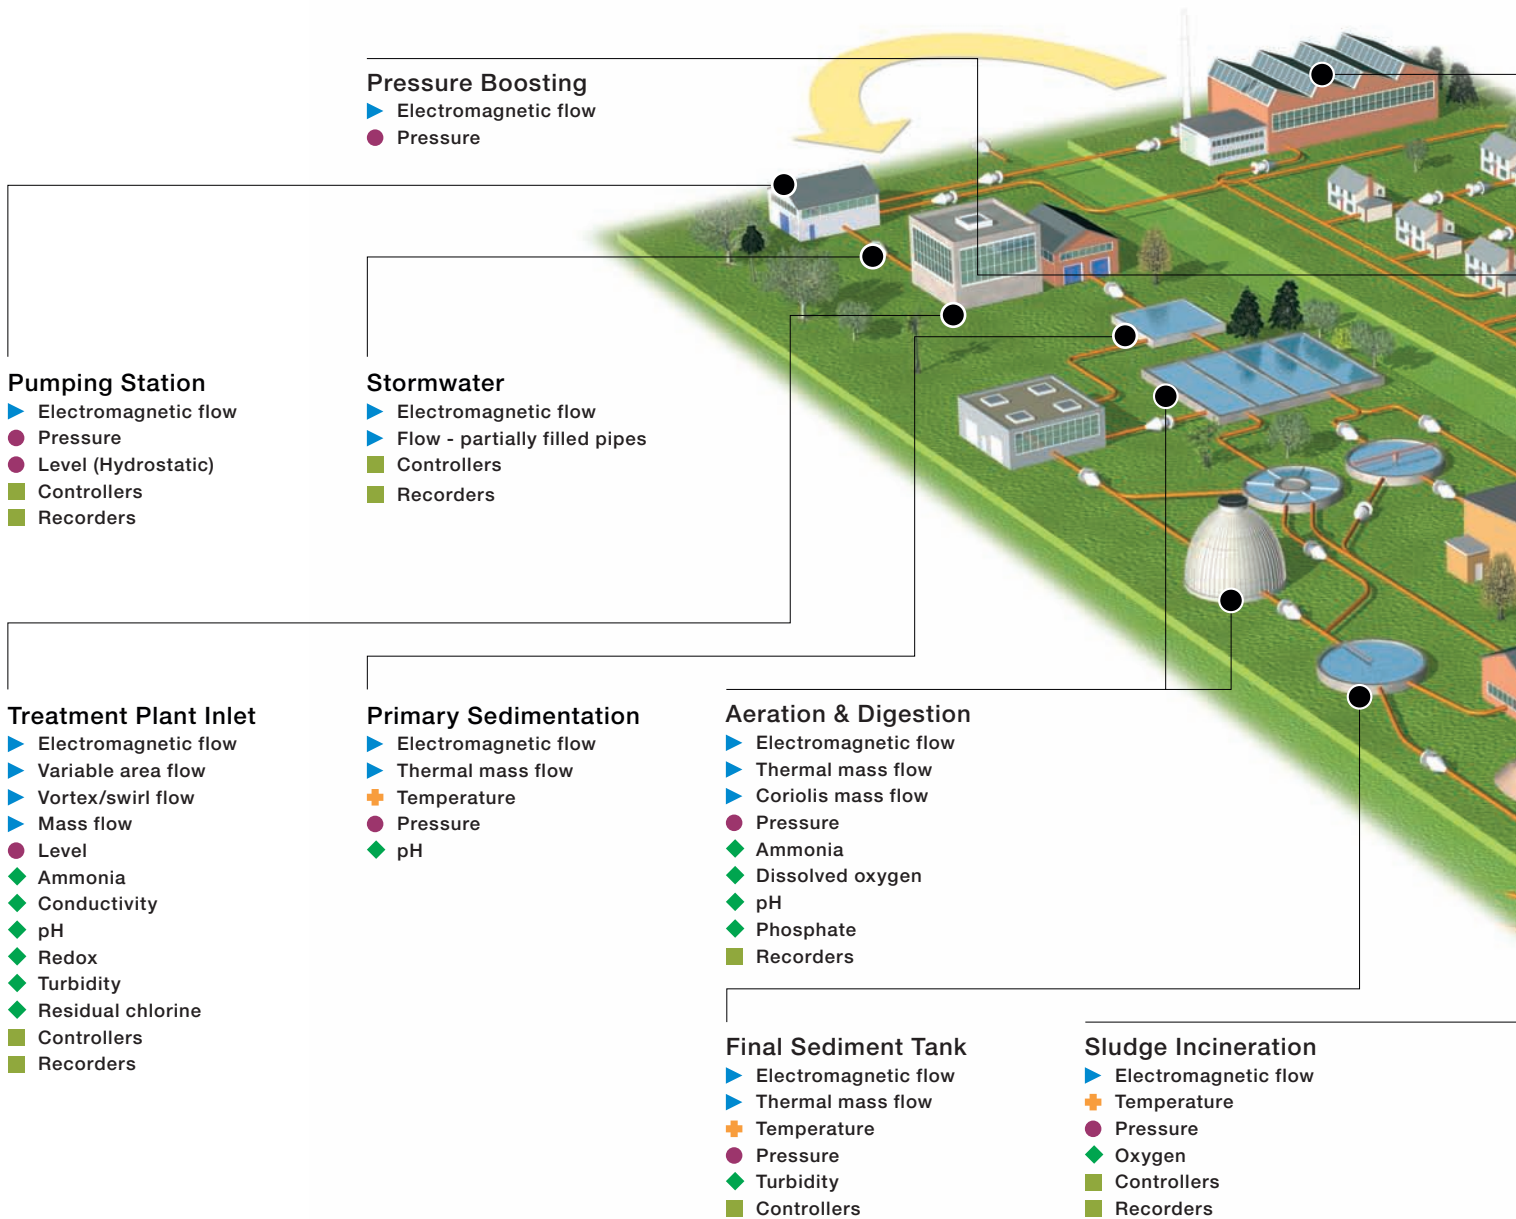 Pressure Boosting
Electromagnetic flow
Pressure
Pumping Station
Electromagnetic flow
Pressure
Level (Hydrostatic)
Controllers
Recorders
Stormwater
Electromagnetic flow
Flow - partially filled pipes
Controllers
Recorders
Treatment Plant Inlet
Electromagnetic flow
Variable area flow
Vortex/swirl flow
Mass flow
Level
Ammonia
Conductivity
pH
Redox
Turbidity
Residual chlorine
Controllers
Recorders
Primary Sedimentation
Electromagnetic flow
Thermal mass flow
Temperature
Pressure
pH
Aeration & Digestion
Electromagnetic flow
Thermal mass flow
Coriolis mass flow
Pressure
Ammonia
Dissolved oxygen
pH
Phosphate
Recorders
Final Sediment Tank
Electromagnetic flow
Thermal mass flow
Temperature
Pressure
Turbidity
Controllers
Sludge Incineration
Electromagnetic flow
Temperature
Pressure
Oxygen
Controllers
Recorders